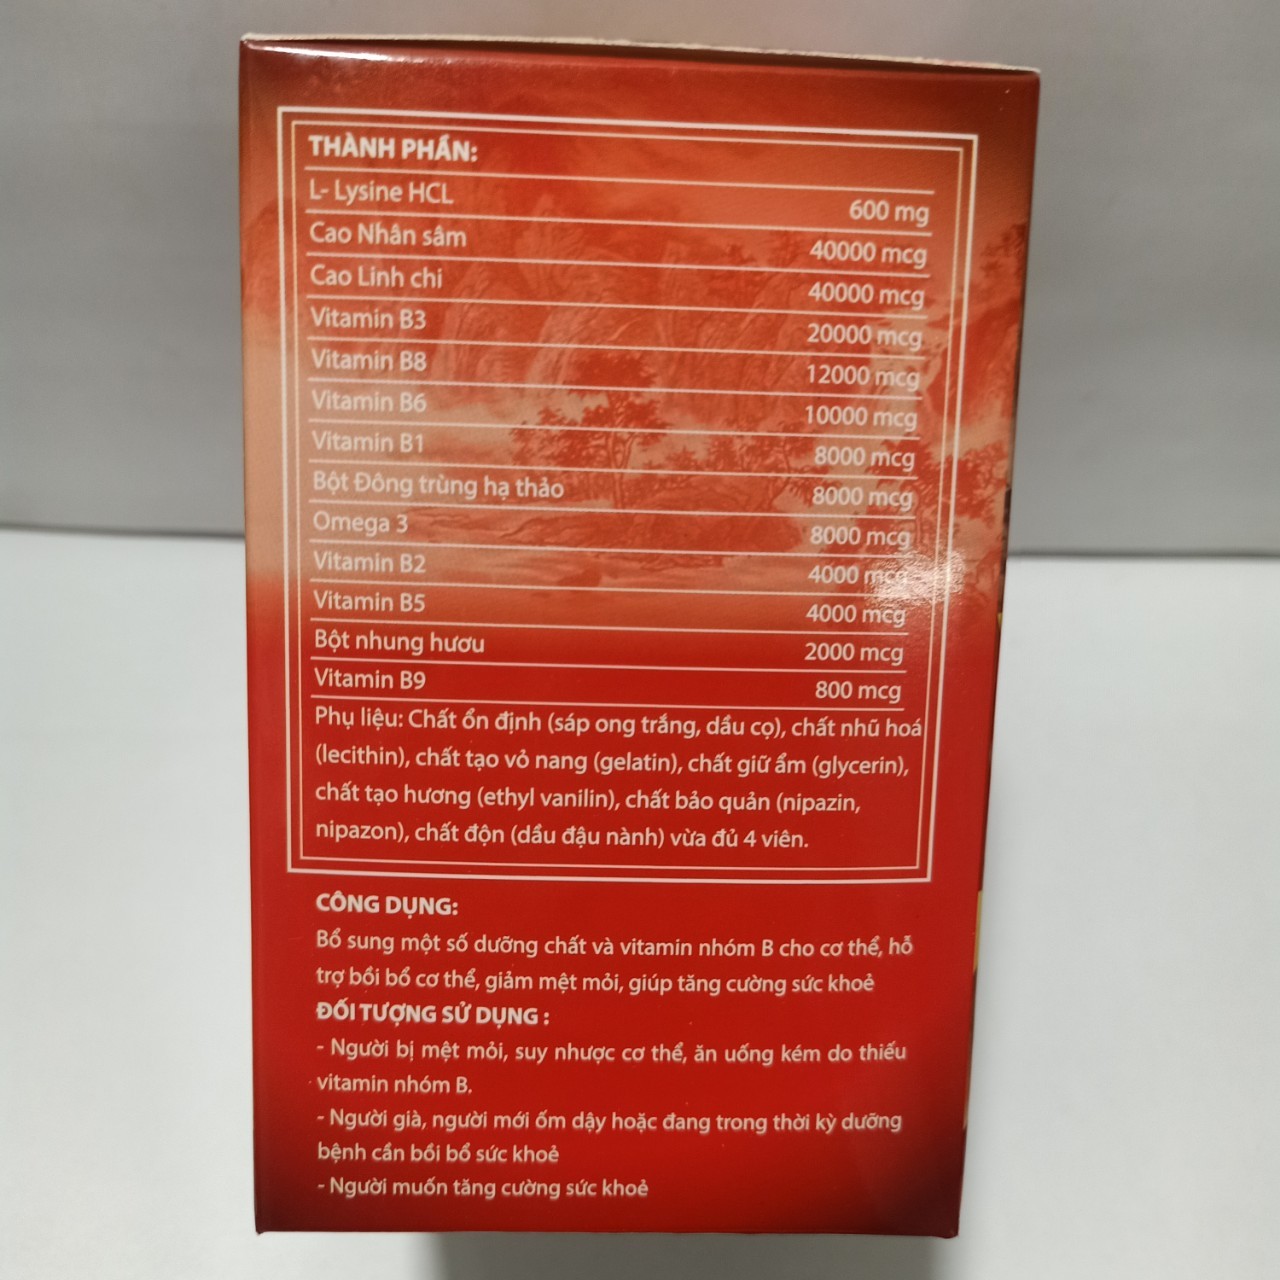 THÀNH PHẦN:
L- Lysine HCL 600 mg
Cao Nhân sâm 40000 mcg
Cao Linh chi 40000 mcg
Vitamin B3 20000 mcg
Vitamin B8 12000 mcg
Vitamin B6 10000 mcg
Vitamin B1 8000 mcg
Bột Đông trùng hạ thảo 8000 mcg
Omega 3 8000 mcg
Vitamin B2 4000 mcg
Vitamin B5 4000 mcg
Bột nhung hươu 2000 mcg
Vitamin B9 800 mcg
Phụ liệu: Chất ổn định (sáp ong trắng, dầu cọ), chất nhũ hoá
(lecithin), chất tạo vỏ nang (gelatin), chất giữ ẩm (glycerin),
chất tạo hương (ethyl vanilin), chất bảo quản (nipazin,
nipazon), chất độn (dầu đậu nành) vừa đủ 4 viên.
CÔNG DỤNG:
Bổ sung một số dưỡng chất và vitamin nhóm B cho cơ thể, hỗ
trợ bồi bổ cơ thể, giảm mệt mỏi, giúp tăng cường sức khoẻ
ĐỐI TƯỢNG SỬ DỤNG :
- Người bị mệt mỏi, suy nhược cơ thể, ăn uống kém do thiếu
vitamin nhóm B.
- Người già, người mới ốm dậy hoặc đang trong thời kỳ dưỡng
bệnh cần bồi bổ sức khoẻ
- Người muốn tăng cường sức khoẻ